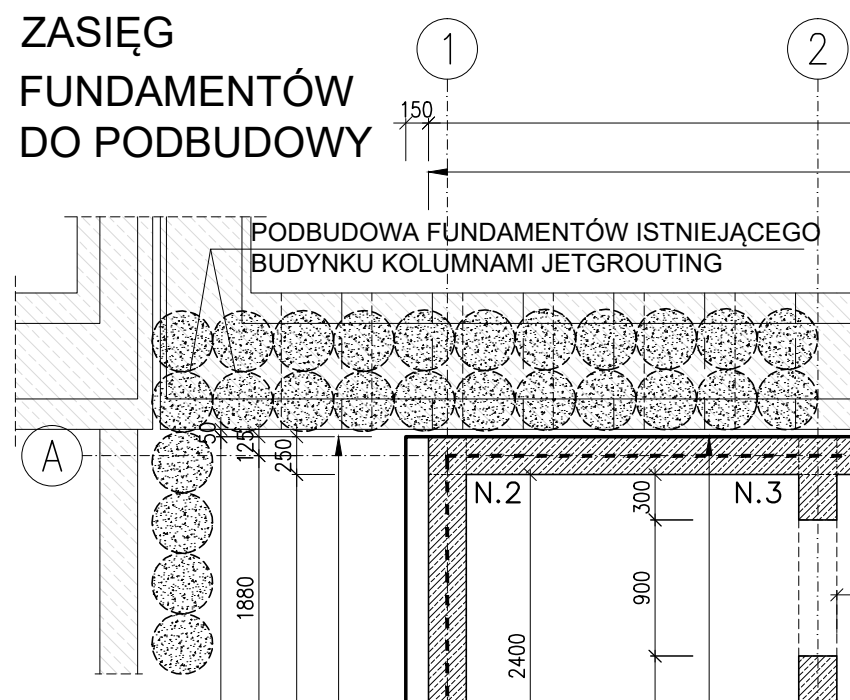 ZASIĘG
FUNDAMENTÓW
DO PODBUDOWY
1
2
150
PODBUDOWA FUNDAMENTÓW ISTNIEJĄCEGO
BUDYNKU KOLUMNAMI JETGROUTING
A
50
125
250
N.2
300
N.3
1880
900
2400